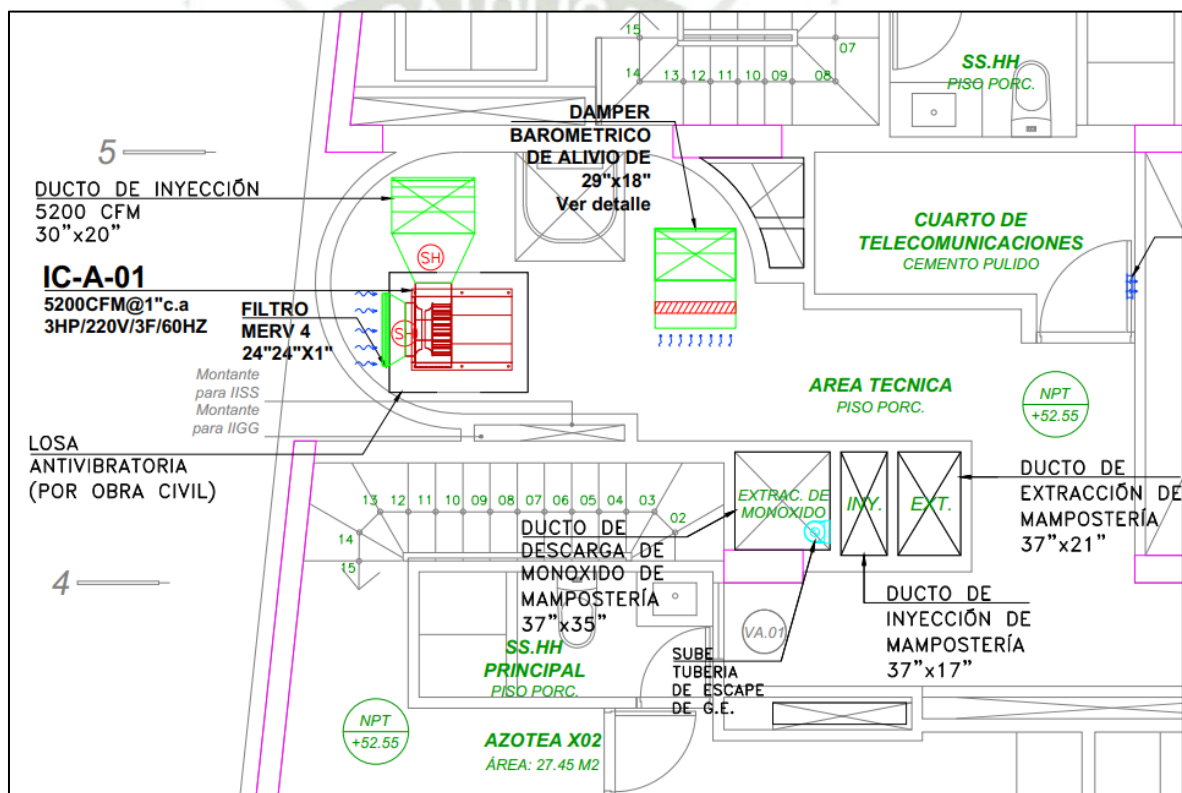 15
07
14
13
12
11
10
09
08
SS.HH
PISO PORC.
DAMPER
BAROMETRICO
DE ALIVIO DE
29"x18"
Ver detalle
5
DUCTO DE INYECCIÓN
5200 CFM
30"x20"
CUARTO DE
TELECOMUNICACIONES
CEMENTO PULIDO
SH
IC-A-01
5200CFM@1"c.a
3HP/220V/3F/60HZ
FILTRO
MERV 4
24"24"X1"
Montante
para IISS
Montante
para IIGG
AREA TECNICA
PISO PORC.
NPT
+52.55
LOSA
ANTIVIBRATORIA
(POR OBRA CIVIL)
13
12
11
10
09
08
07
06
05
04
03
02
14
15
EXTRAC. DE
MONÓXIDO
INY.
EXT.
DUCTO DE
EXTRACCIÓN DE
MAMPOSTERÍA
37"x21"
DUCTO DE
DESCARGA DE
MONOXIDO DE
MAMPOSTERÍA
37"x35"
4
DUCTO DE
INYECCIÓN DE
MAMPOSTERÍA
37"x17"
VA.01
SS.HH
PRINCIPAL
PISO PORC.
SUBE
TUBERIA
DE ESCAPE
DE G.E.
NPT
+52.55
AZOTEA X02
ÁREA: 27.45 M2